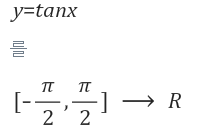 y=tanx
를
[-π/2, π/2] ⟶ R